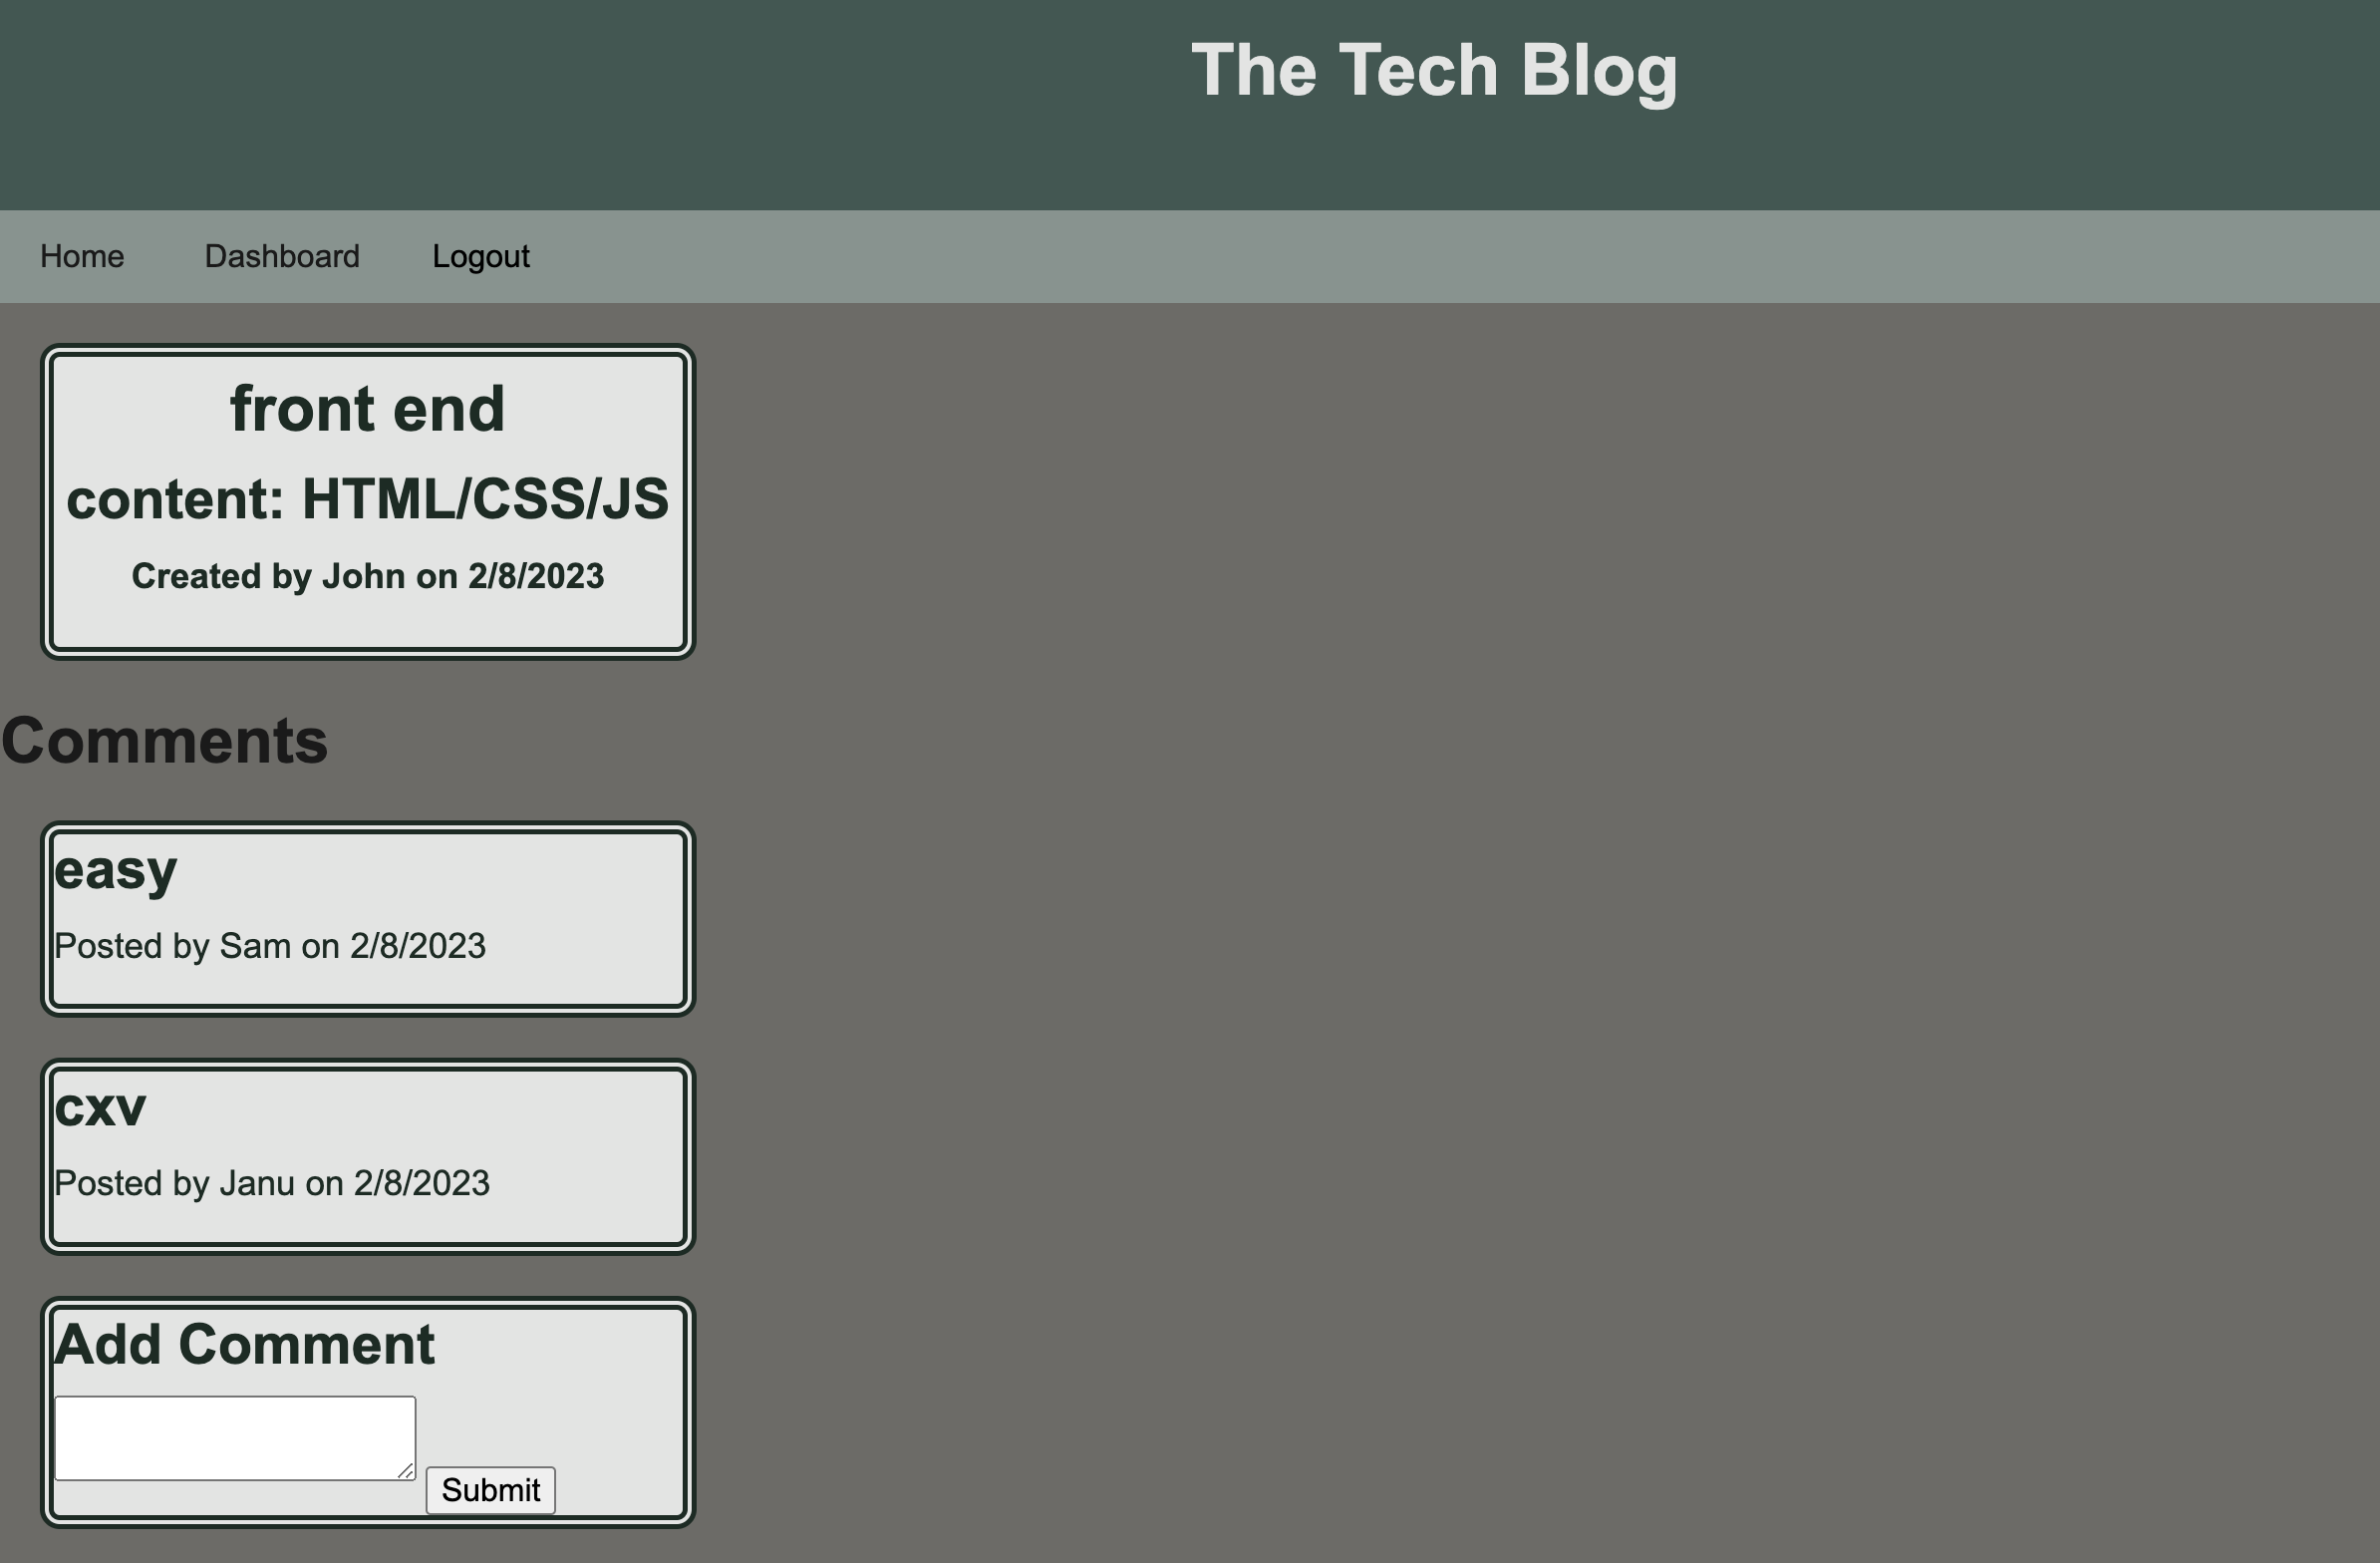 The Tech Blog
Home Dashboard Logout
front end
content: HTML/CSS/JS
Created by John on 2/8/2023
Comments
easy
Posted by Sam on 2/8/2023
cxv
Posted by Janu on 2/8/2023
Add Comment
Submit